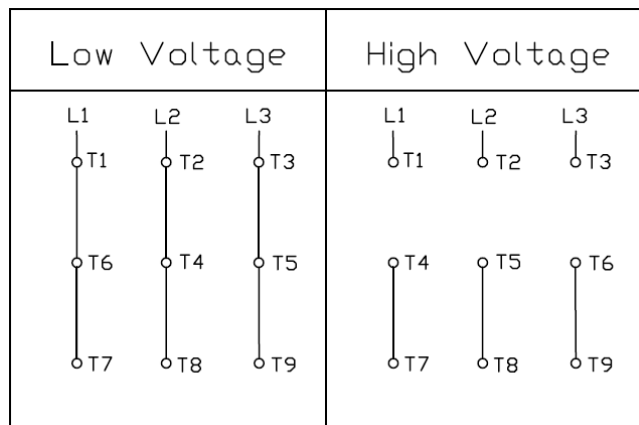 Low Voltage High Voltage
L1 L2 L3 L1 L2 L3
T1 T2 T3 T1 T2 T3
T6 T4 T5 T4 T5 T6
T7 T8 T9 T7 T8 T9